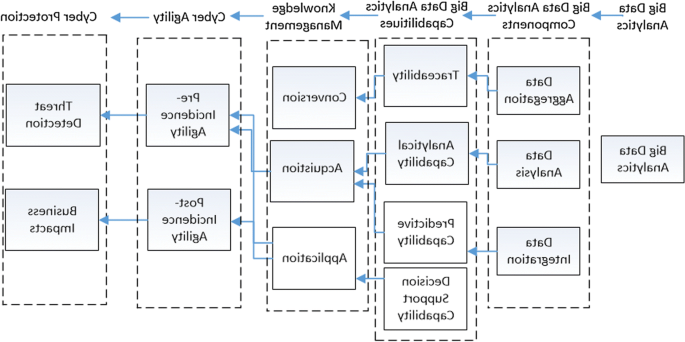 Big Data
Analytics
Big Data Analytics
Components
Big Data Analytics
Capabilitiues
Knowledge
Management
Cyber Agility
Cyber Protection
Big Data
Analytics
Data
Aggregation
Data
Analysis
Data
Integration
Traceability
Analytical
Capability
Predictive
Capability
Decision
Support
Capability
Conversion
Acquistion
Application
Pre-
Incidence
Agility
Post-
Incidence
Agility
Threat
Detection
Business
Impacts